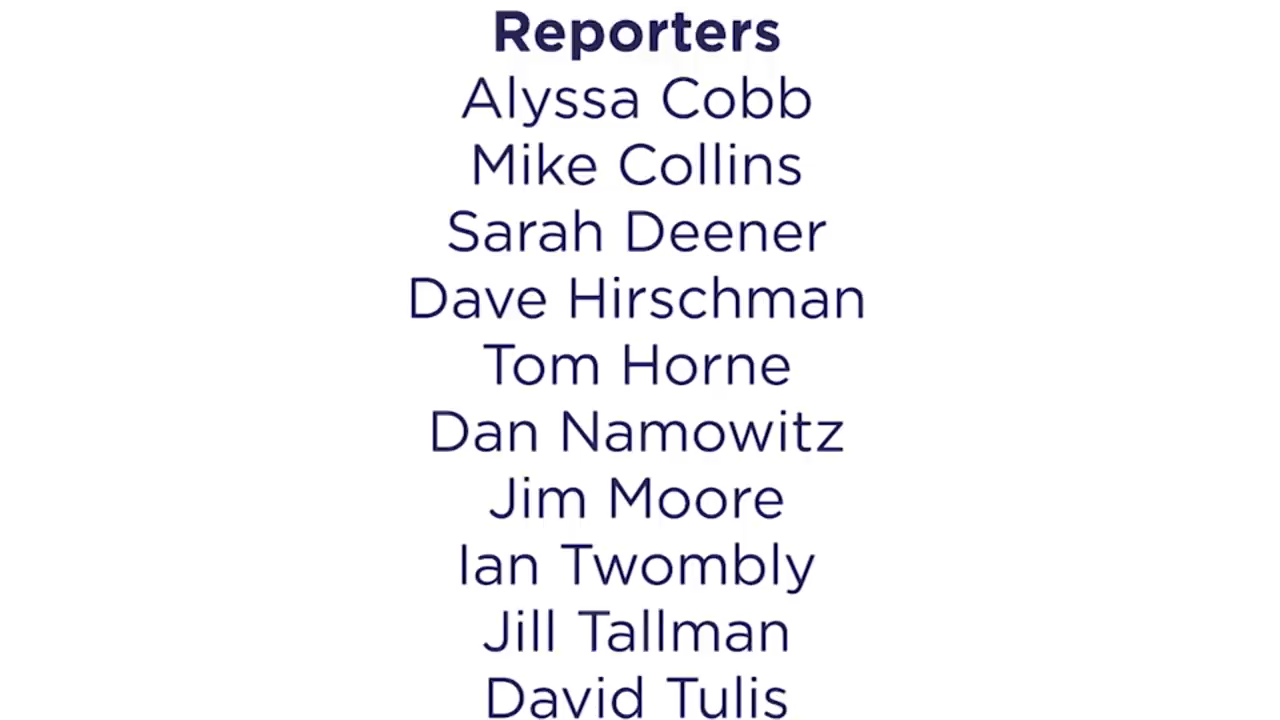 Reporters
Alyssa Cobb
Mike Collins
Sarah Deener
Dave Hirschman
Tom Horne
Dan Namowitz
Jim Moore
Ian Twombly
Jill Tallman
David Tulis